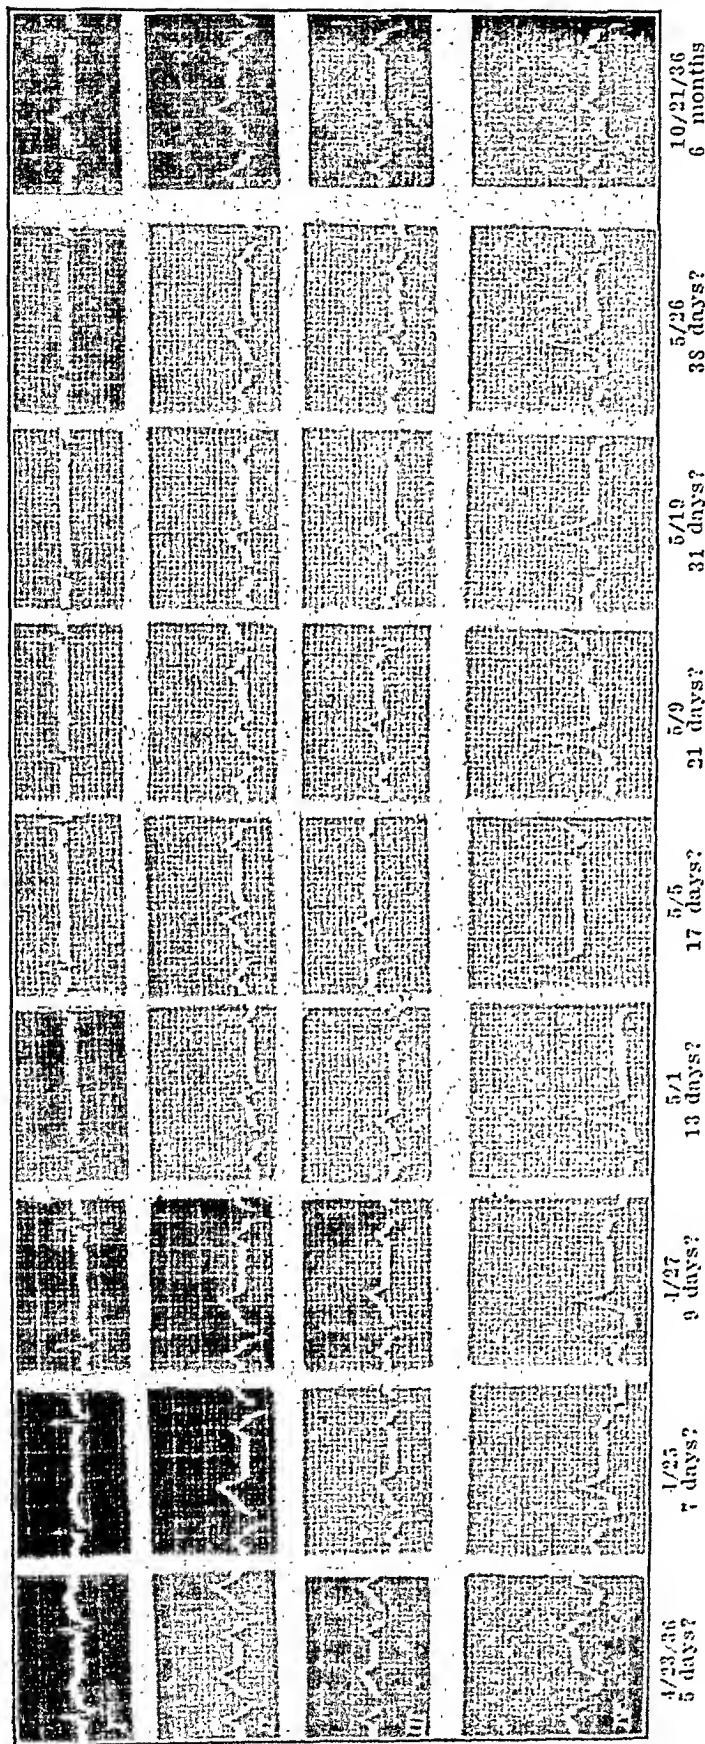 4/23/36
5 days?
4/25
7 days?
4/27
9 days?
5/1
13 days?
5/5
17 days?
5/9
21 days?
5/19
31 days?
5/26
38 days?
10/21/36
6 months